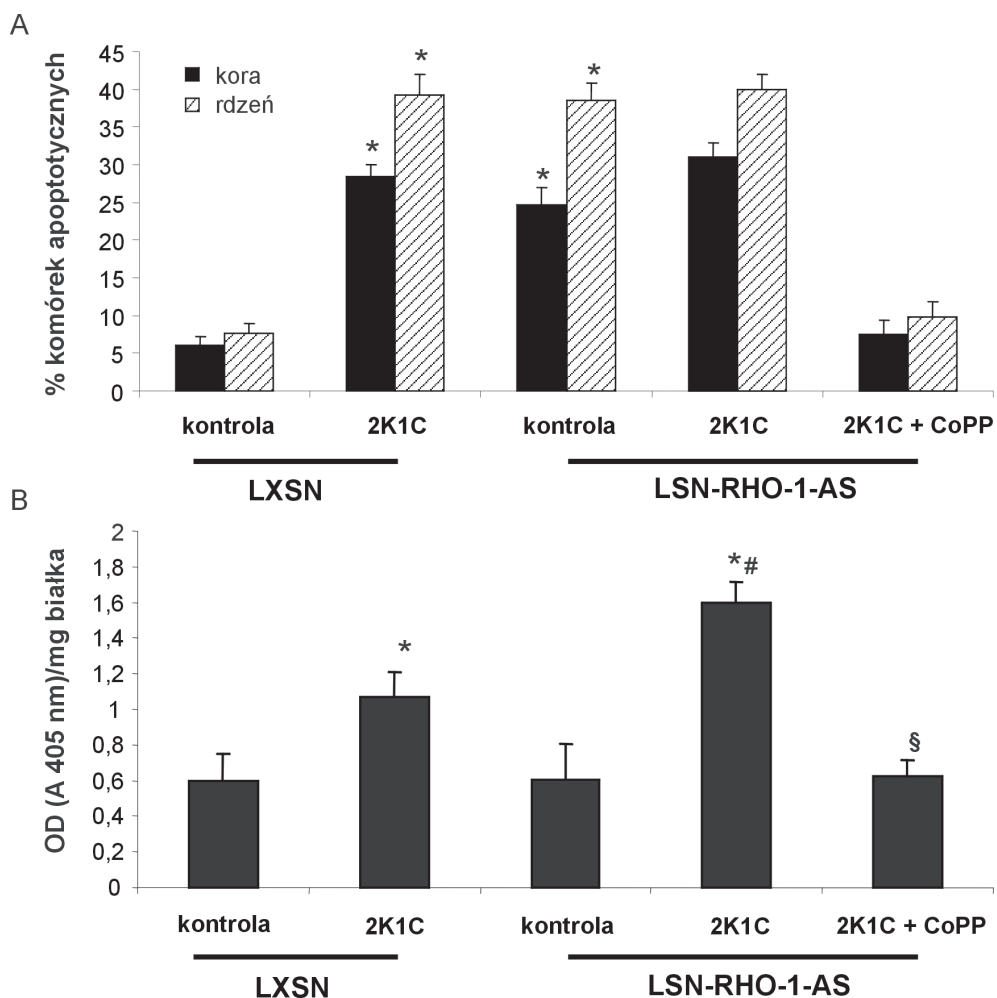 A
% komórek apoptotycznych
45
40
35
30
25
20
15
10
5
0
kora
rdzeń
*
*
*
*
kontrola
2K1C
kontrola
2K1C
2K1C + CoPP
LXSN
LSN-RHO-1-AS
B
OD (A 405 nm)/mg białka
2
1,8
1,6
1,4
1,2
1
0,8
0,6
0,4
0,2
0
*
*#
§
kontrola
2K1C
kontrola
2K1C
2K1C + CoPP
LXSN
LSN-RHO-1-AS